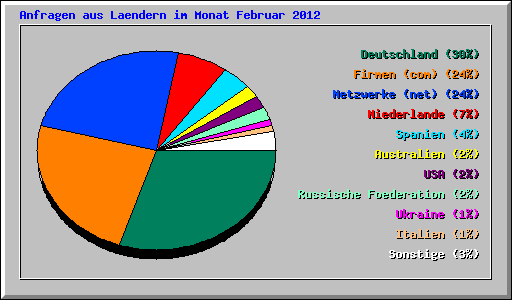 Anfragen aus Laendern im Monat Februar 2012
Deutschland (30%)
Firmen (com) (24%)
Netzwerke (net) (24%)
Niederlande (7%)
Spanien (4%)
Australien (2%)
USA (2%)
Russische Foederation (2%)
Ukraine (1%)
Italien (1%)
Sonstige (3%)